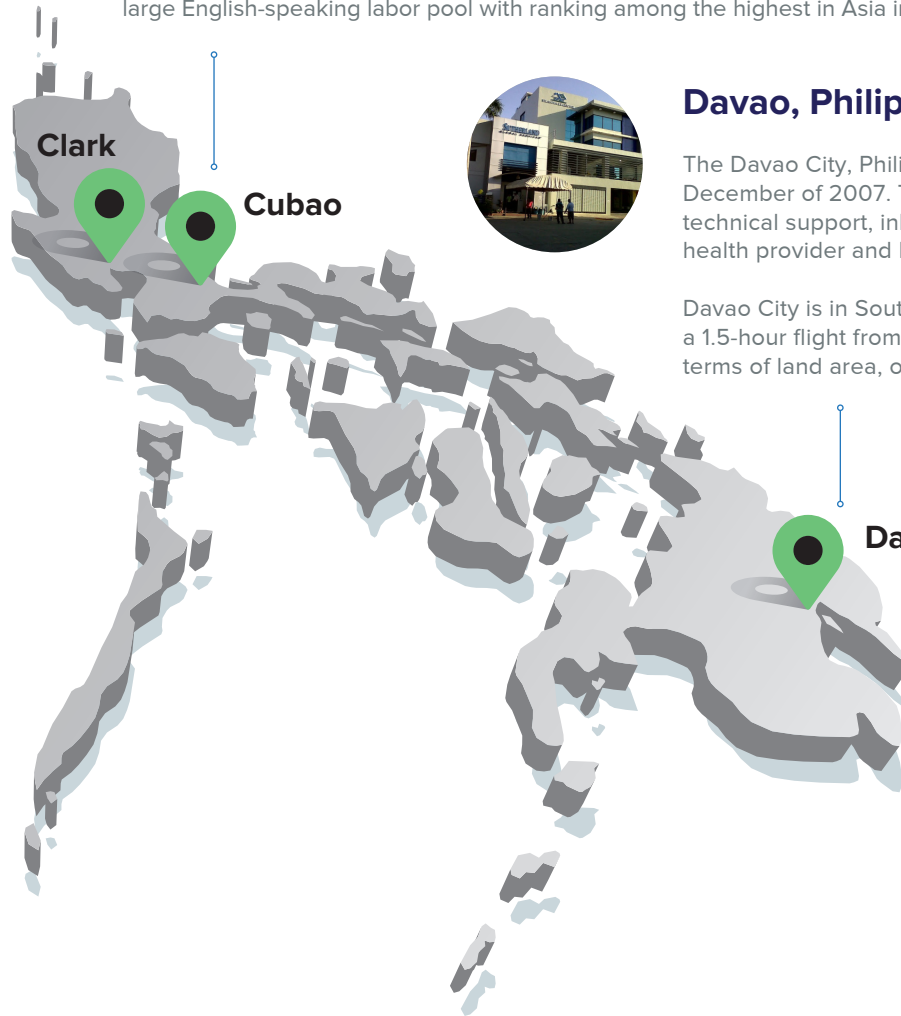 large English-speaking labor pool with ranking among the highest in Asia i
Davao, Philip
The Davao City, Phili
December of 2007. T
technical support, in
health provider and
Davao City is in Sout
a 1.5-hour flight from
terms of land area, o
SUTHERLAND
Clark
Cubao
Da